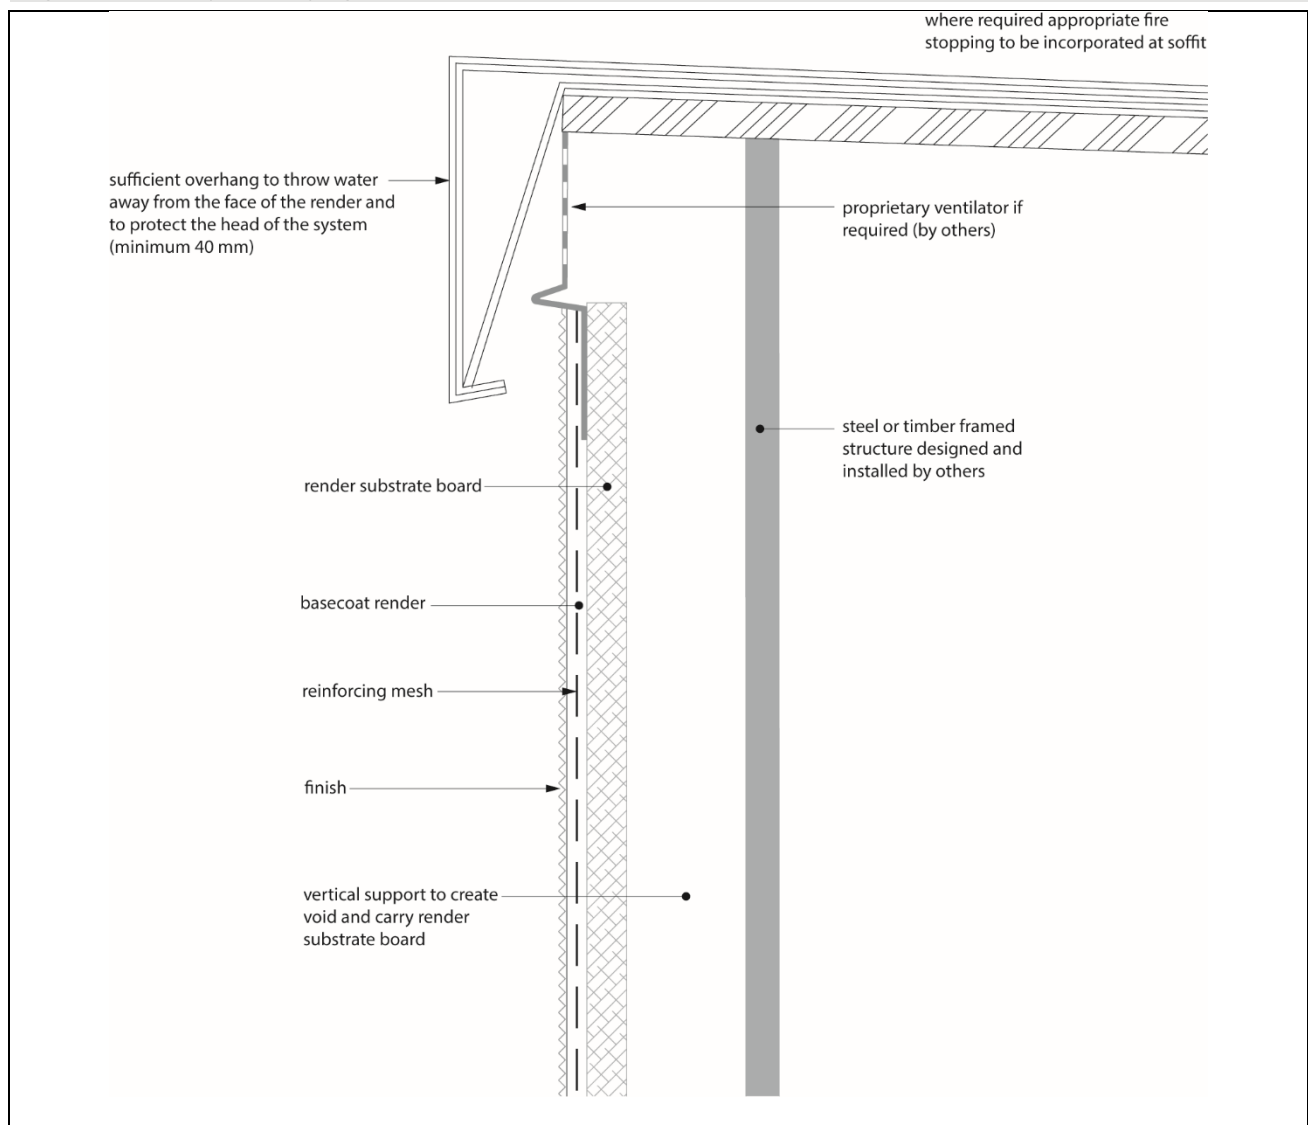 where required appropriate fire
stopping to be incorporated at soffit
sufficient overhang to throw water
away from the face of the render and
to protect the head of the system
(minimum 40 mm)
proprietary ventilator if
required (by others)
steel or timber framed
structure designed and
installed by others
render substrate board
basecoat render
reinforcing mesh
finish
vertical support to create
void and carry render
substrate board